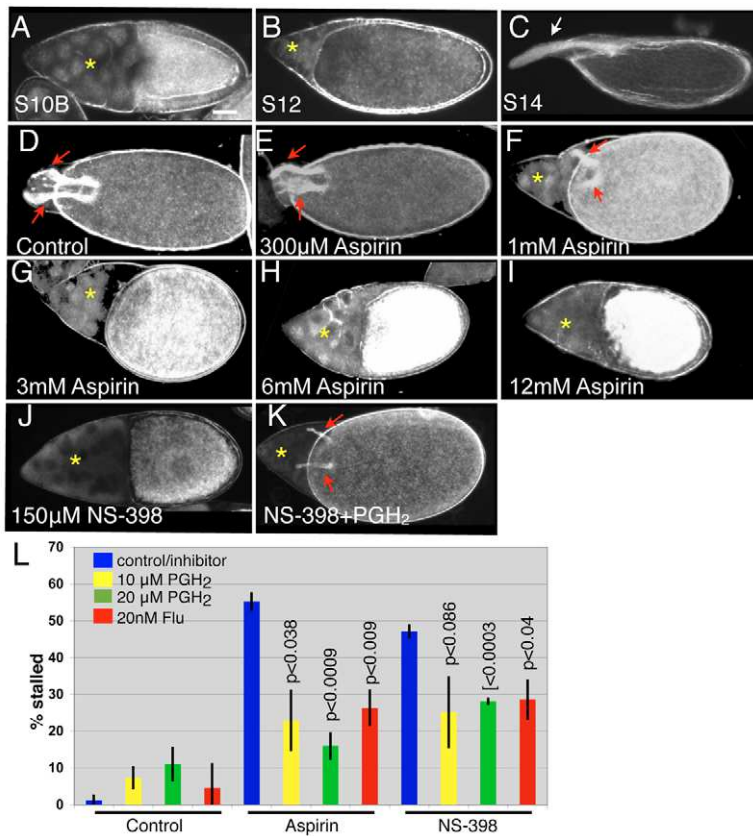 A
*
S10B
B
*
S12
C
S14
D
Control
E
300µM Aspirin
F
*
1mM Aspirin
G
*
3mM Aspirin
H
*
6mM Aspirin
I
*
12mM Aspirin
J
*
150µM NS-398
K
*
NS-398+PGH₂
L
% stalled
70
60
50
40
30
20
10
0
control/inhibitor
10 µM PGH₂
20 µM PGH₂
20nM Flu
p<0.038
p<0.0009
p<0.009
p<0.086
[<0.0003
p<0.04
Control
Aspirin
NS-398